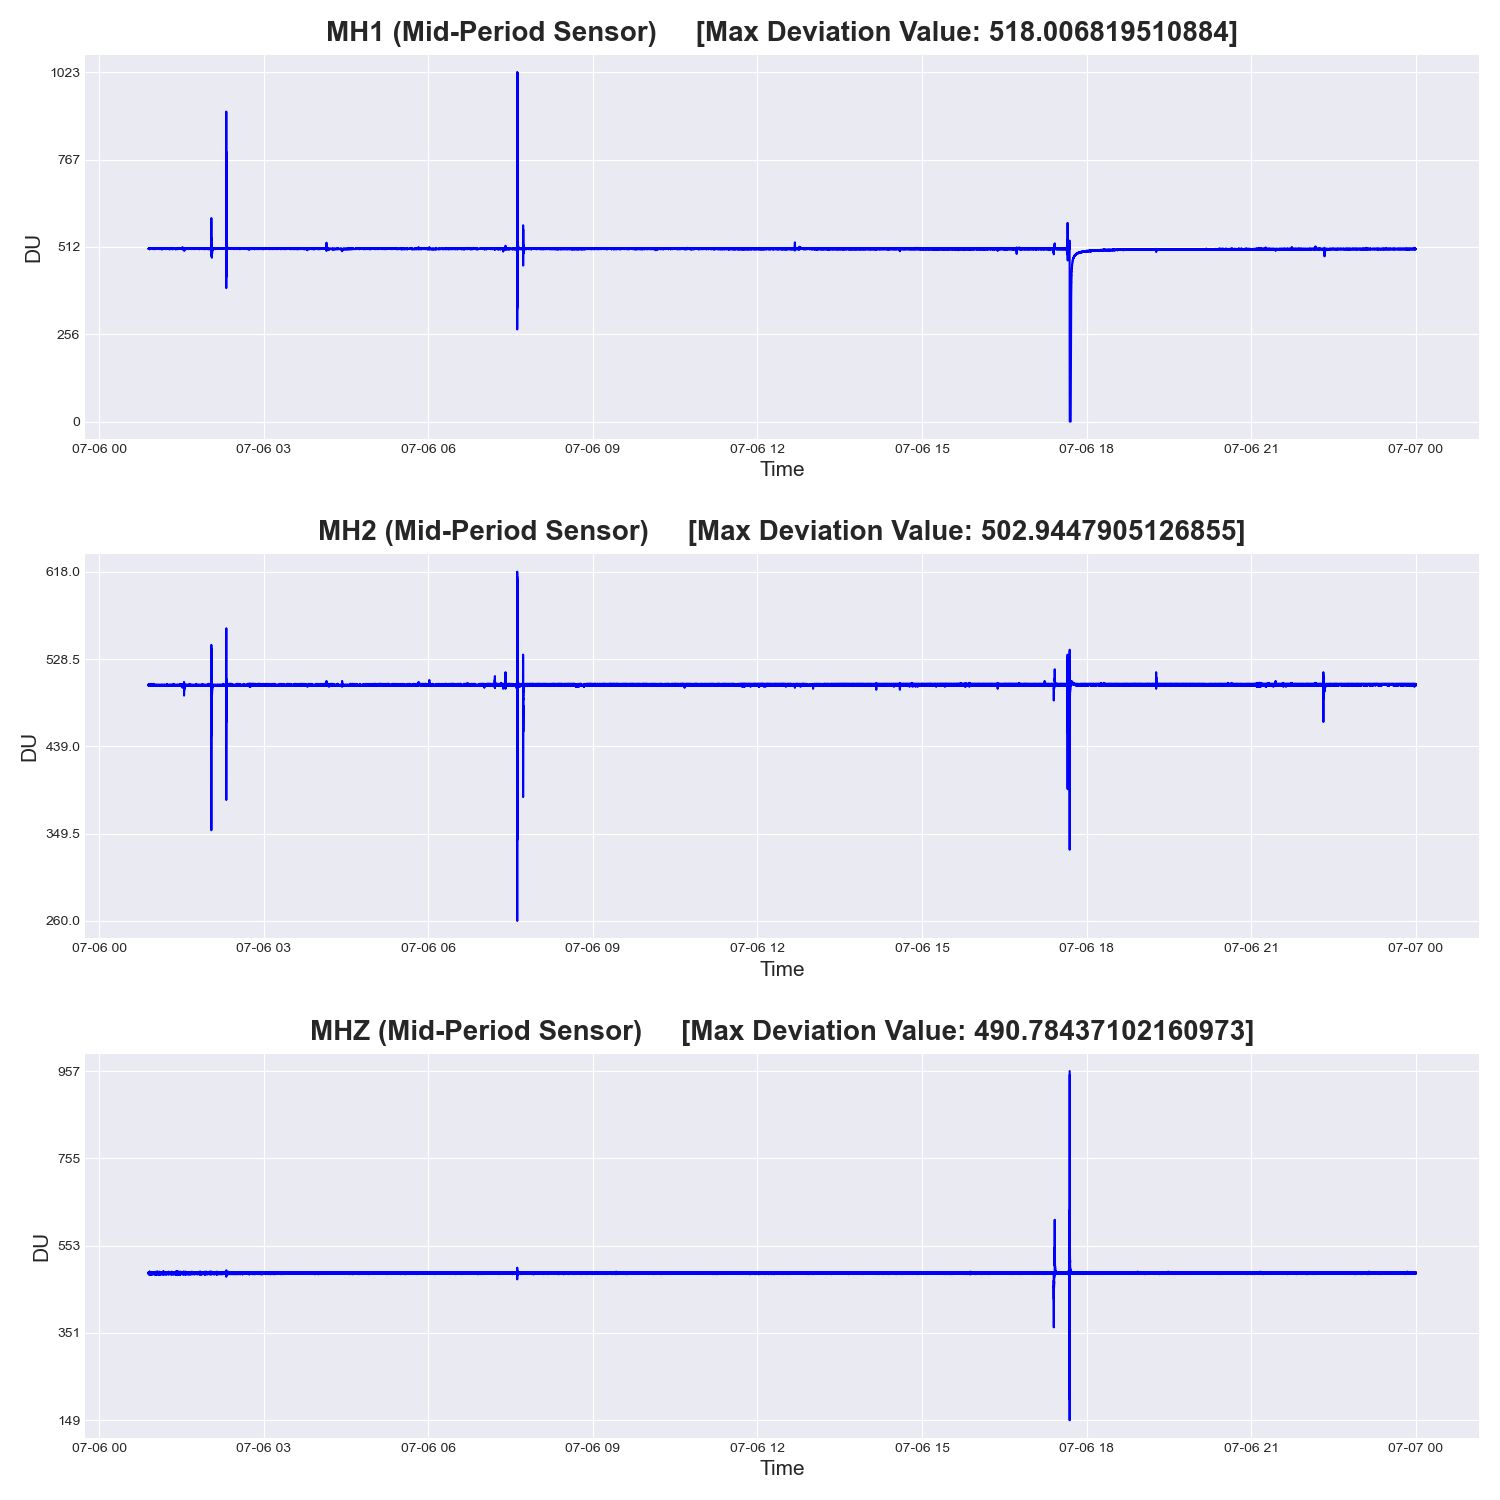 MH1 (Mid-Period Sensor) [Max Deviation Value: 518.006819510884]
1023
767
512
256
0
DU
07-06 00 07-06 03 07-06 06 07-06 09 07-06 12 07-06 15 07-06 18 07-06 21 07-07 00
Time
MH2 (Mid-Period Sensor) [Max Deviation Value: 502.9447905126855]
618.0
528.5
439.0
349.5
260.0
DU
07-06 00 07-06 03 07-06 06 07-06 09 07-06 12 07-06 15 07-06 18 07-06 21 07-07 00
Time
MHZ (Mid-Period Sensor) [Max Deviation Value: 490.78437102160973]
957
755
553
351
149
DU
07-06 00 07-06 03 07-06 06 07-06 09 07-06 12 07-06 15 07-06 18 07-06 21 07-07 00
Time